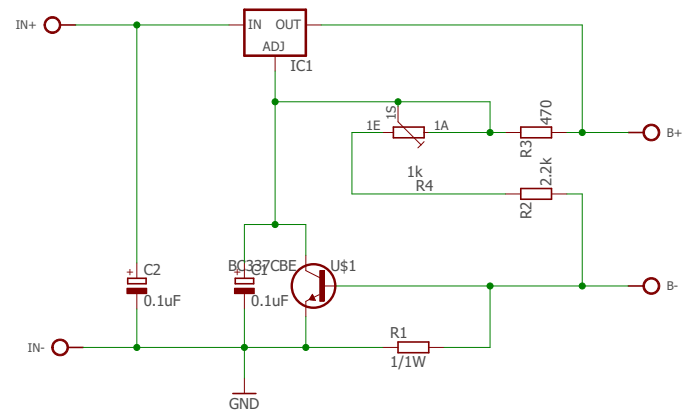 IN+
IN OUT
ADJ
IC1
1E
1S
1A
470
R3
B+
1k
R4
2.2k
R2
C2
0.1uF
BC337CBE
C1
0.1uF
U$1
B-
IN-
R1
1/1W
GND